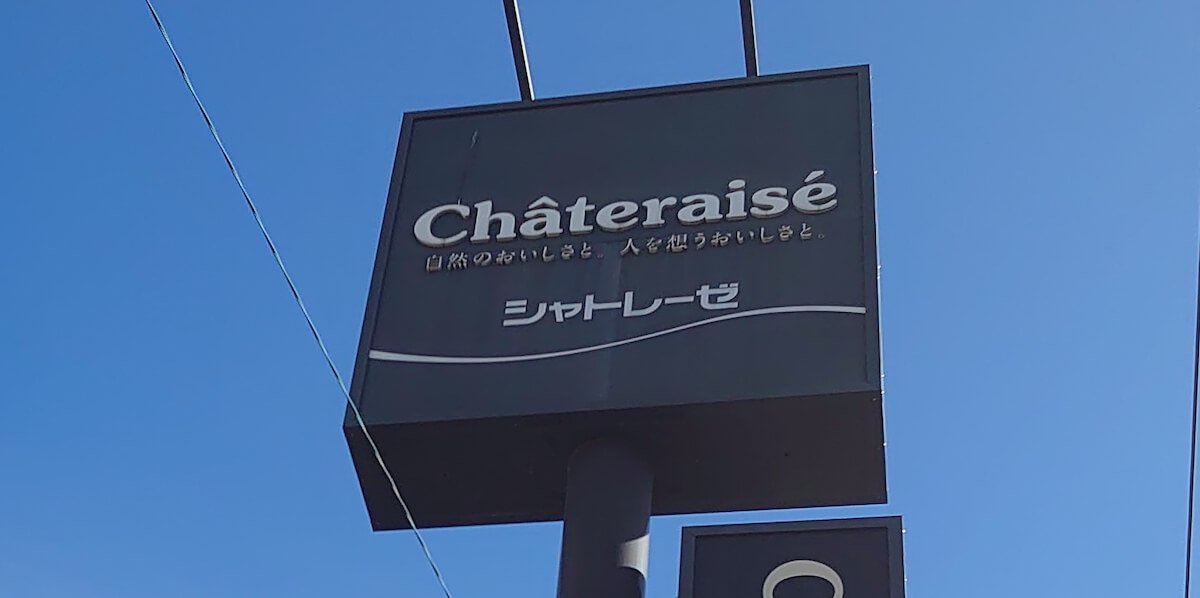 Châteraisé
自然のおいしさと。人を想うおいしさと。
シャトレーゼ